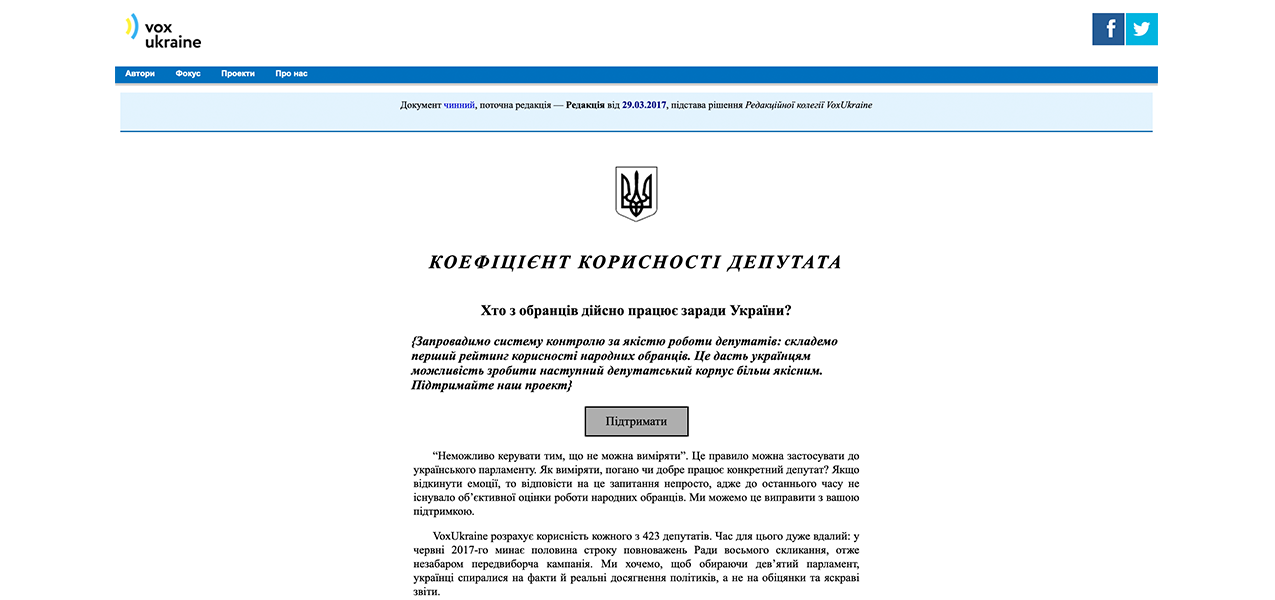 vox
ukraine
Автори Фокус Проекти Про нас
Документ чинний, поточна редакція — Редакція від 29.03.2017, підстава рішення Редакційної колегії VoxUkraine
КОЕФІЦІЄНТ КОРИСНОСТІ ДЕПУТАТА
Хто з обранців дійсно працює заради України?
{Запровадимо систему контролю за якістю роботи депутатів: складемо
перший рейтинг корисності народних обранців. Це дасть українцям
можливість зробити наступний депутатський корпус більш якісним.
Підтримайте наш проект}
Підтримати
“Неможливо керувати тим, що не можна виміряти”. Це правило можна застосувати до
українського парламенту. Як виміряти, погано чи добре працює конкретний депутат? Якщо
відкинути емоції, то відповісти на це запитання непросто, адже до останнього часу не
існувало об’єктивної оцінки роботи народних обранців. Ми можемо це виправити з вашою
підтримкою.
VoxUkraine розрахує корисність кожного з 423 депутатів. Час для цього дуже вдалий: у
червні 2017-го минає половина строку повноважень Ради восьмого скликання, отже
незабаром передвиборча кампанія. Ми хочемо, щоб обираючи дев’ятий парламент,
українці спиралися на факти й реальні досягнення політиків, а не на обіцянки та яскраві
звіти.